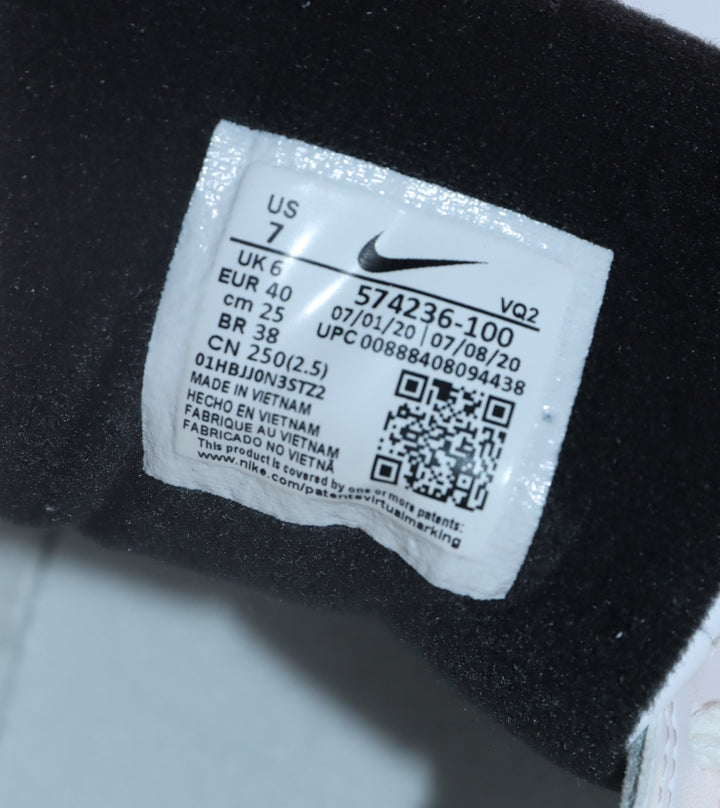 US
7
UK 6
EUR 40
cm 25
BR 38
CN 250(2.5)
VQ2
574236-100
07/01/20 | 07/08/20
UPC 00888408094438
01HBJJ0N3STZ2
MADE IN VIETNAM
HECHO EN VIETNAM
FABRIQUE AU VIETNAM
FABRICADO NO VIETNÃ
This product is covered by one or more patents:
www.nike.com/patentsvirtualmarking